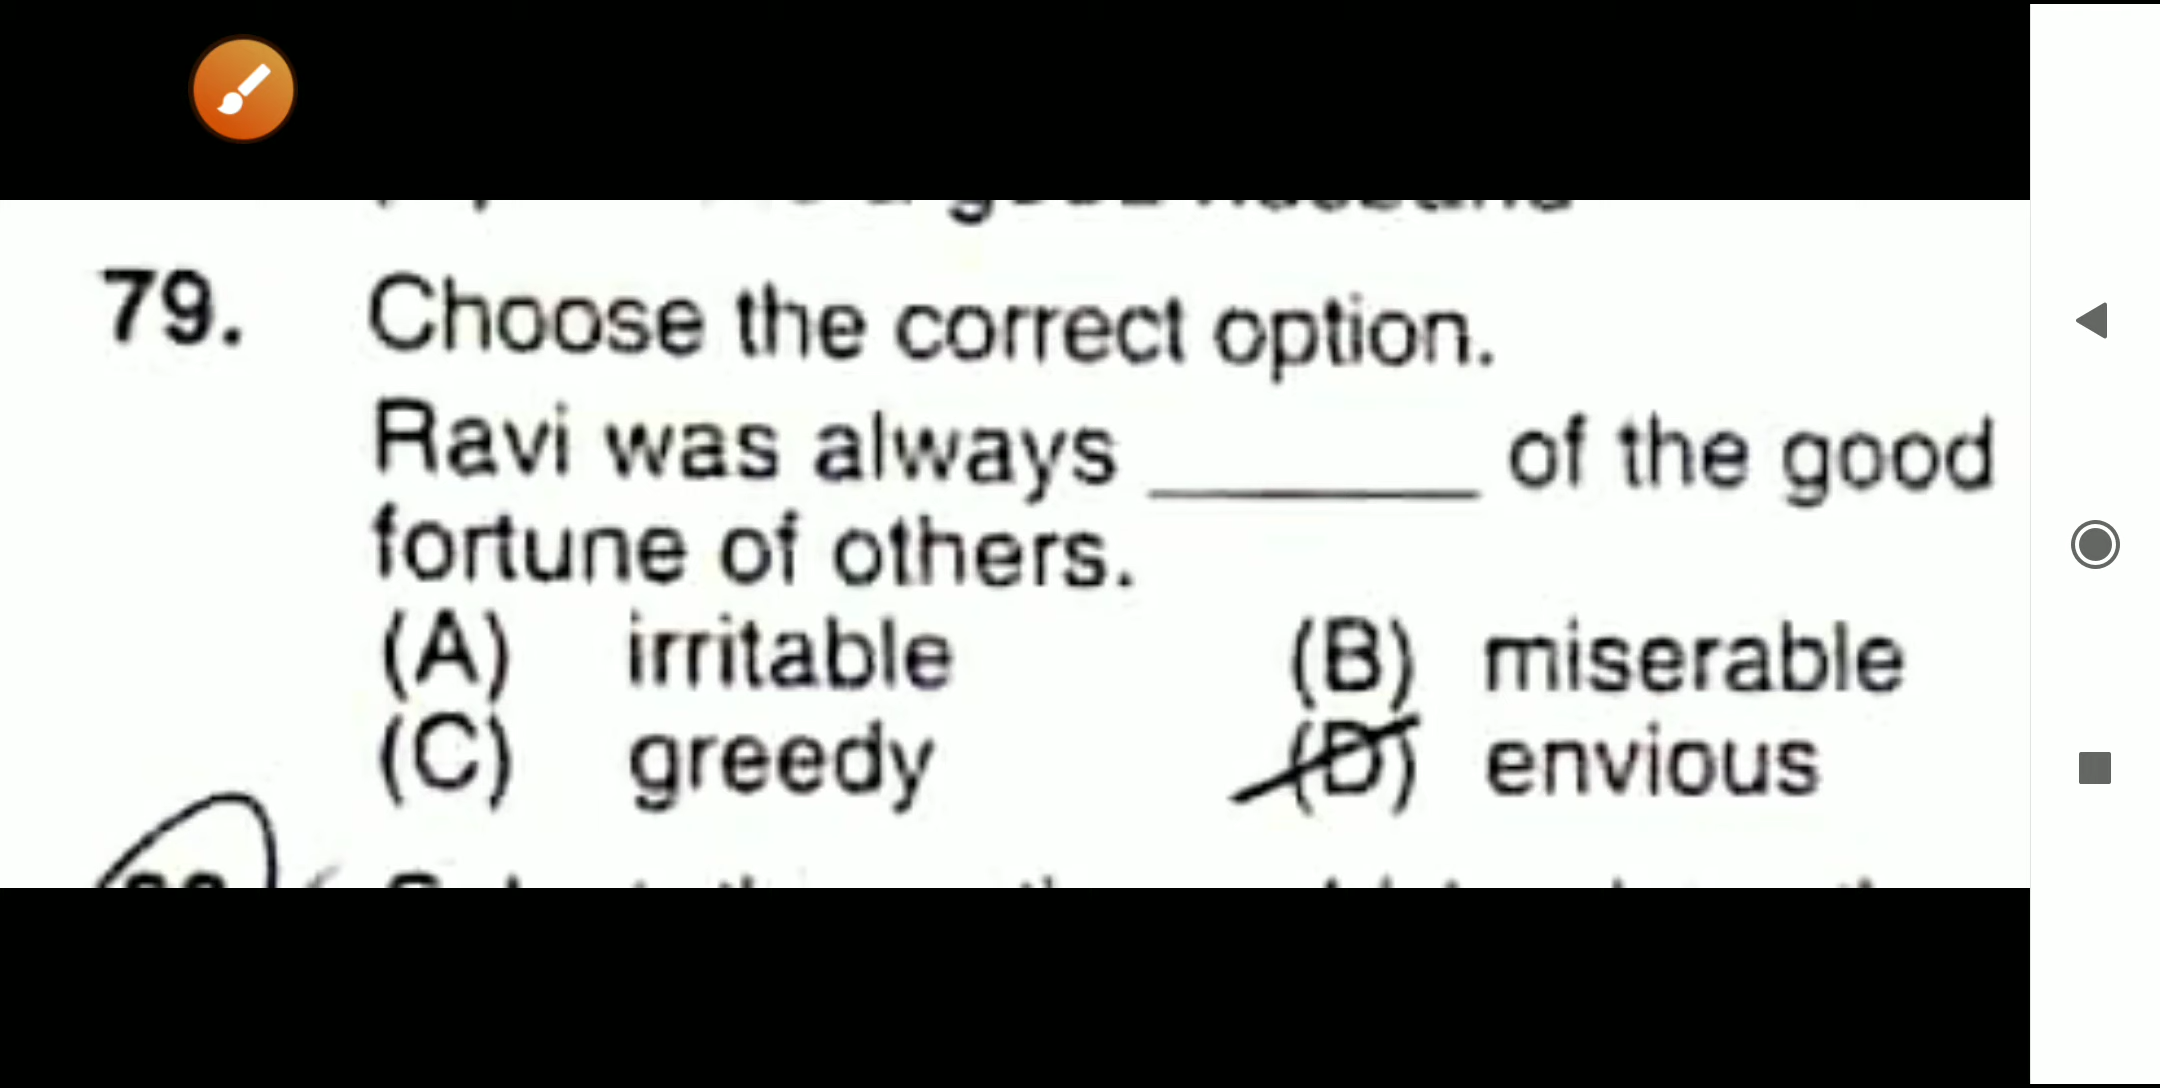 79. Choose the correct option.
Ravi was always ________ of the good
fortune of others.
(A) irritable (B) miserable
(C) greedy (D) envious